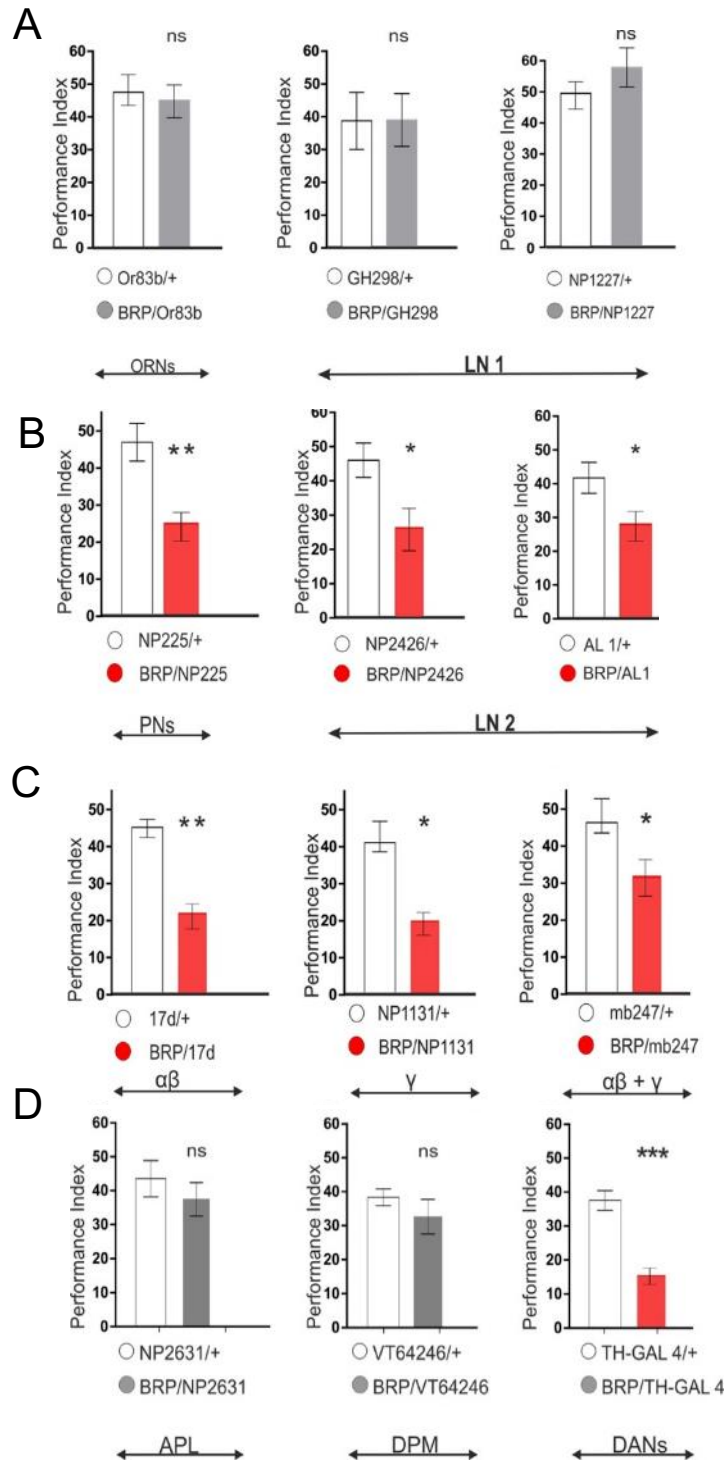 A
ns
ns
ns
Performance Index
60
50
40
30
20
10
0
Performance Index
60
50
40
30
20
10
0
Performance Index
60
50
40
30
20
10
0
Or83b/+
BRP/Or83b
GH298/+
BRP/GH298
NP1227/+
BRP/NP1227
ORNs
LN 1
B
**
*
*
Performance Index
50
40
30
20
10
0
Performance Index
60
50
40
30
20
10
0
Performance Index
60
50
40
30
20
10
0
NP225/+
BRP/NP225
NP2426/+
BRP/NP2426
AL 1/+
BRP/AL1
PNs
LN 2
C
**
*
*
Performance Index
50
40
30
20
10
0
Performance Index
50
40
30
20
10
0
Performance Index
50
40
30
20
10
0
17d/+
BRP/17d
NP1131/+
BRP/NP1131
mb247/+
BRP/mb247
αβ
γ
αβ + γ
D
ns
ns
***
Performance Index
60
50
40
30
20
10
0
Performance Index
60
50
40
30
20
10
0
Performance Index
60
50
40
30
20
10
0
NP2631/+
BRP/NP2631
VT64246/+
BRP/VT64246
TH-GAL 4/+
BRP/TH-GAL 4
APL
DPM
DANs